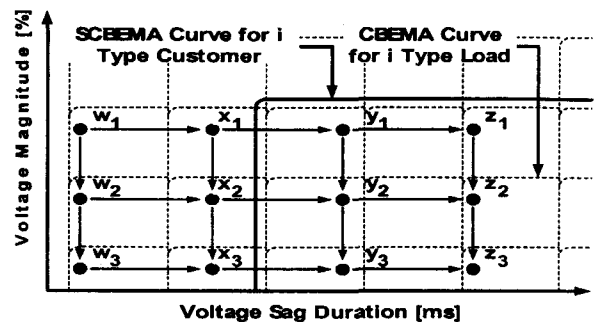 Voltage Magnitude [%]
SCBEMA Curve for i
Type Customer
CBEMA Curve
for i Type Load
w1 x1 y1 z1
w2 x2 y2 z2
w3 x3 y3 z3
Voltage Sag Duration [ms]